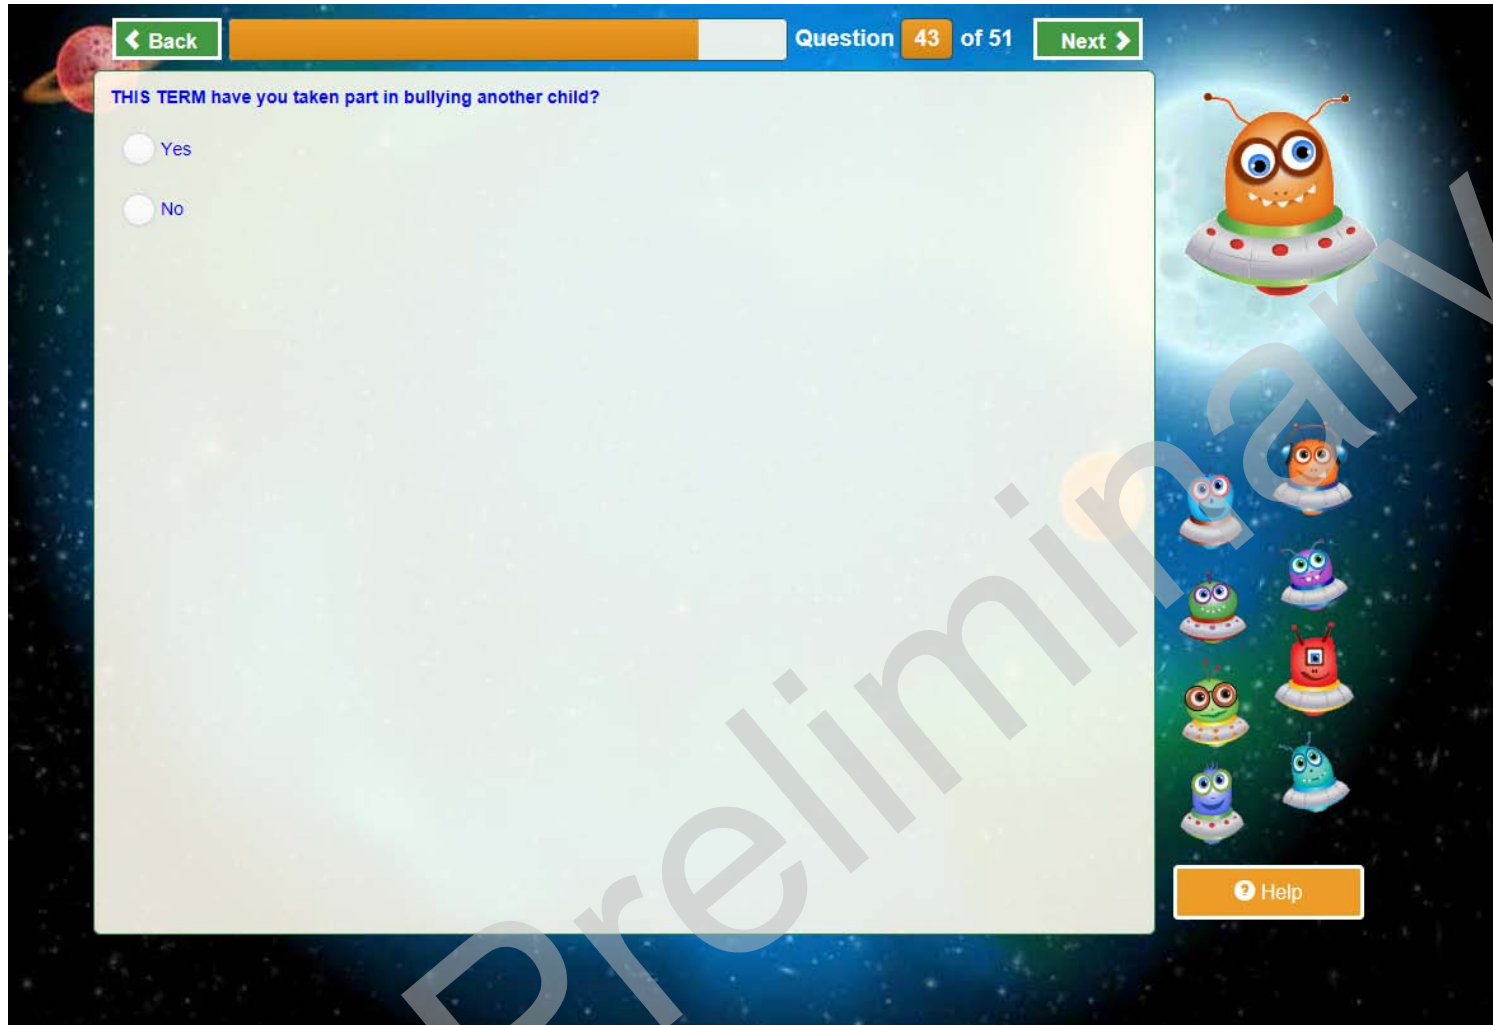 Back
Question 43 of 51
Next
THIS TERM have you taken part in bullying another child?
Yes
No
Help
Preliminary